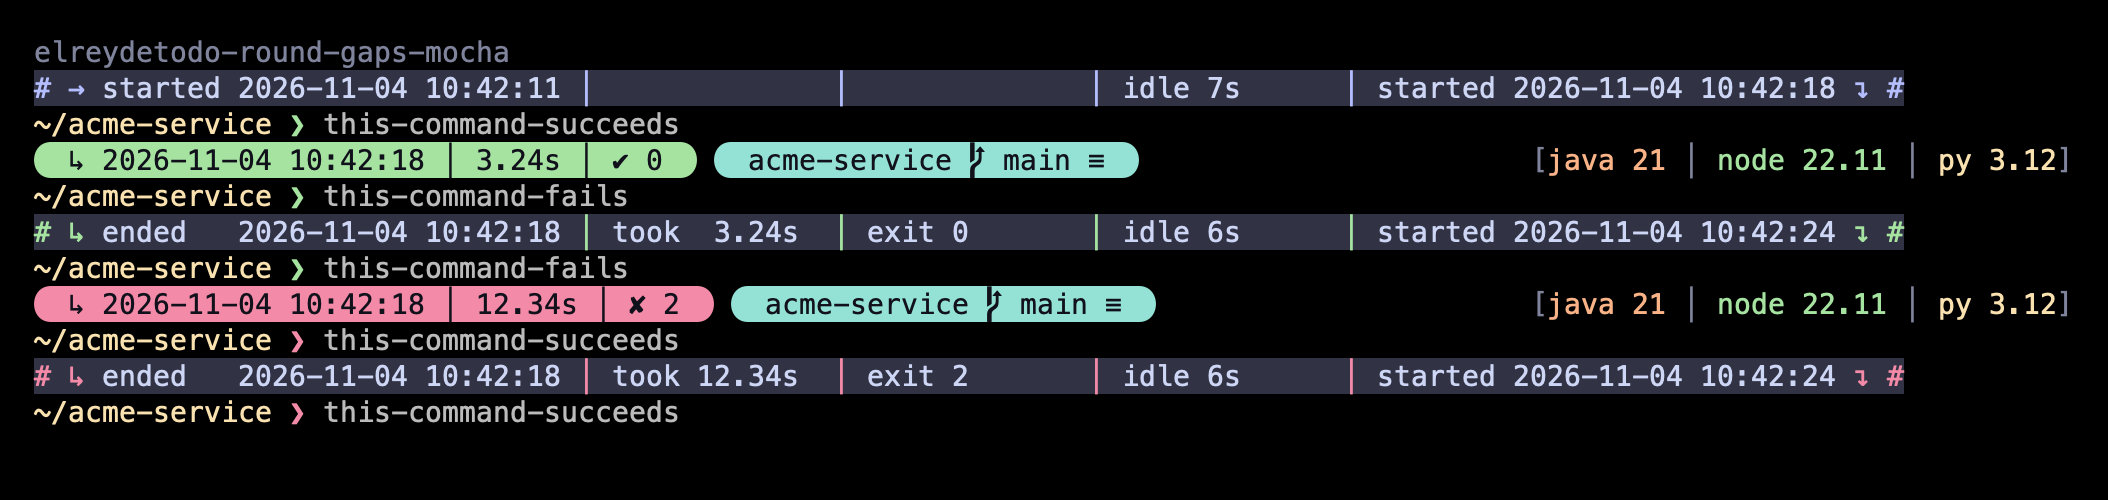 elreydetodo-round-gaps-mocha
# → started 2026-11-04 10:42:11 │ │ │ idle 7s │ started 2026-11-04 10:42:18 ↴ #
~/acme-service ❯ this-command-succeeds
↳ 2026-11-04 10:42:18 │ 3.24s │ ✔ 0 acme-service main ≡ [java 21 │ node 22.11 │ py 3.12]
~/acme-service ❯ this-command-fails
# ↳ ended 2026-11-04 10:42:18 │ took 3.24s │ exit 0 │ idle 6s │ started 2026-11-04 10:42:24 ↴ #
~/acme-service ❯ this-command-fails
↳ 2026-11-04 10:42:18 │ 12.34s │ ✘ 2 acme-service main ≡ [java 21 │ node 22.11 │ py 3.12]
~/acme-service ❯ this-command-succeeds
# ↳ ended 2026-11-04 10:42:18 │ took 12.34s │ exit 2 │ idle 6s │ started 2026-11-04 10:42:24 ↴ #
~/acme-service ❯ this-command-succeeds